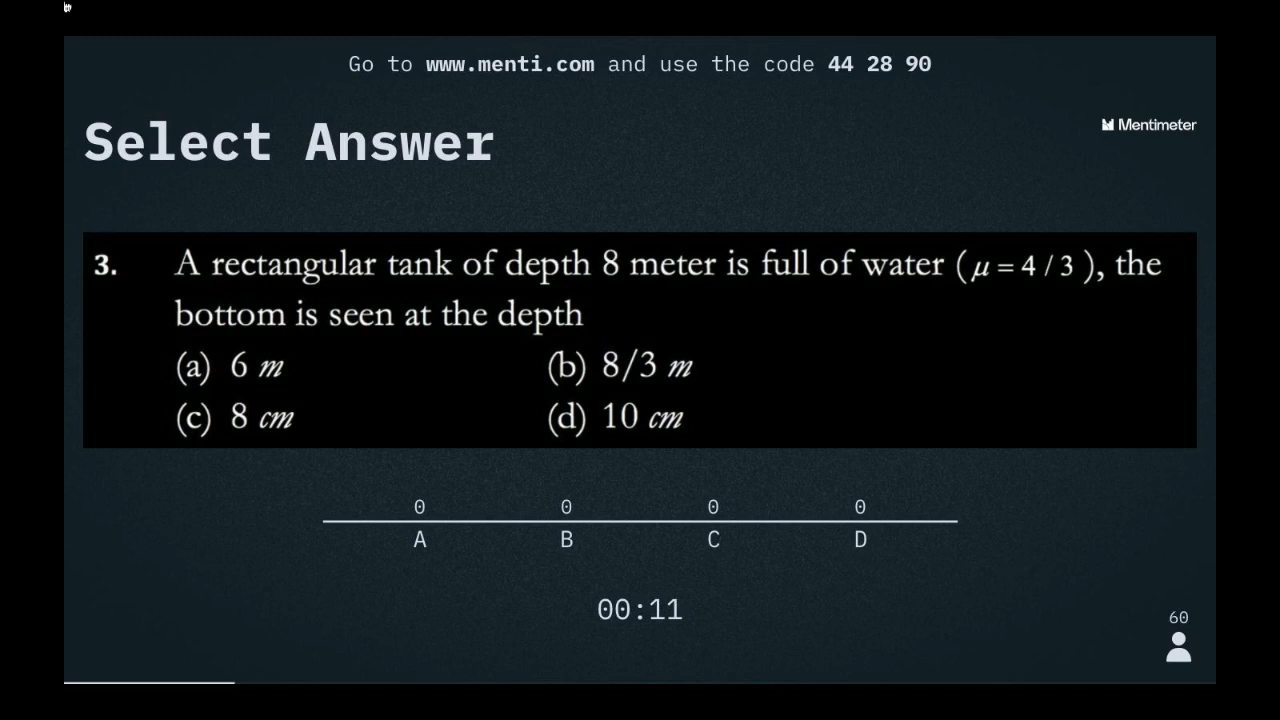 Go to www.menti.com and use the code 44 28 90
Select Answer
Mentimeter
3. A rectangular tank of depth 8 meter is full of water ( μ = 4 / 3 ), the
bottom is seen at the depth
(a) 6 m (b) 8/3 m
(c) 8 cm (d) 10 cm
0 0 0 0
A B C D
00:11
60